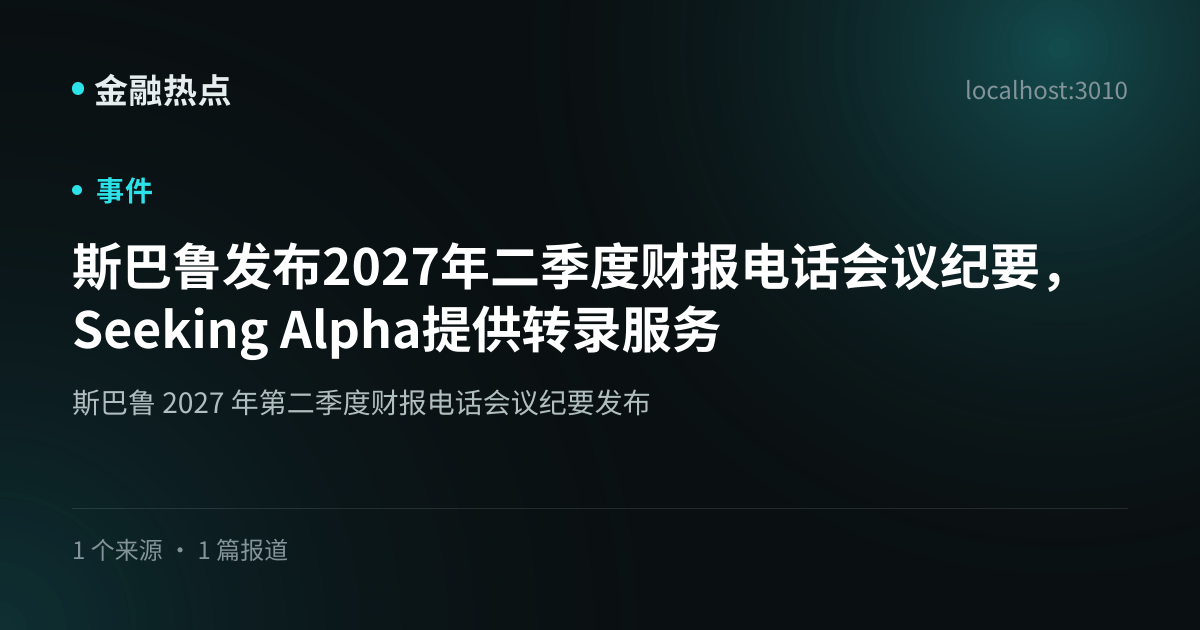 金融热点
localhost:3010
事件
斯巴鲁发布2027年二季度财报电话会议纪要，
Seeking Alpha提供转录服务
斯巴鲁 2027 年第二季度财报电话会议纪要发布
1 个来源 · 1 篇报道